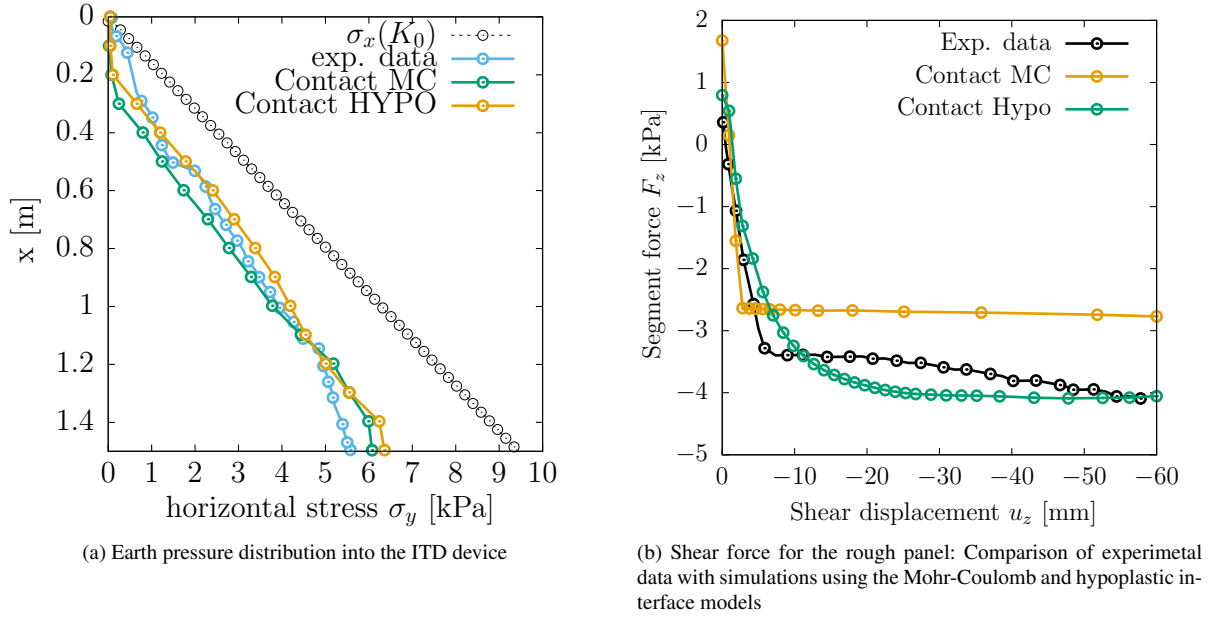 0
0.2
0.4
0.6
0.8
1
1.2
1.4
x [m]
0 1 2 3 4 5 6 7 8 9 10
horizontal stress σy [kPa]
σx(K0)
exp. data
Contact MC
Contact HYPO
(a) Earth pressure distribution into the ITD device
2
1
0
−1
−2
−3
−4
−5
Segment force Fz [kPa]
0 −10 −20 −30 −40 −50 −60
Shear displacement uz [mm]
Exp. data
Contact MC
Contact Hypo
(b) Shear force for the rough panel: Comparison of experimetal
data with simulations using the Mohr-Coulomb and hypoplastic in-
terface models